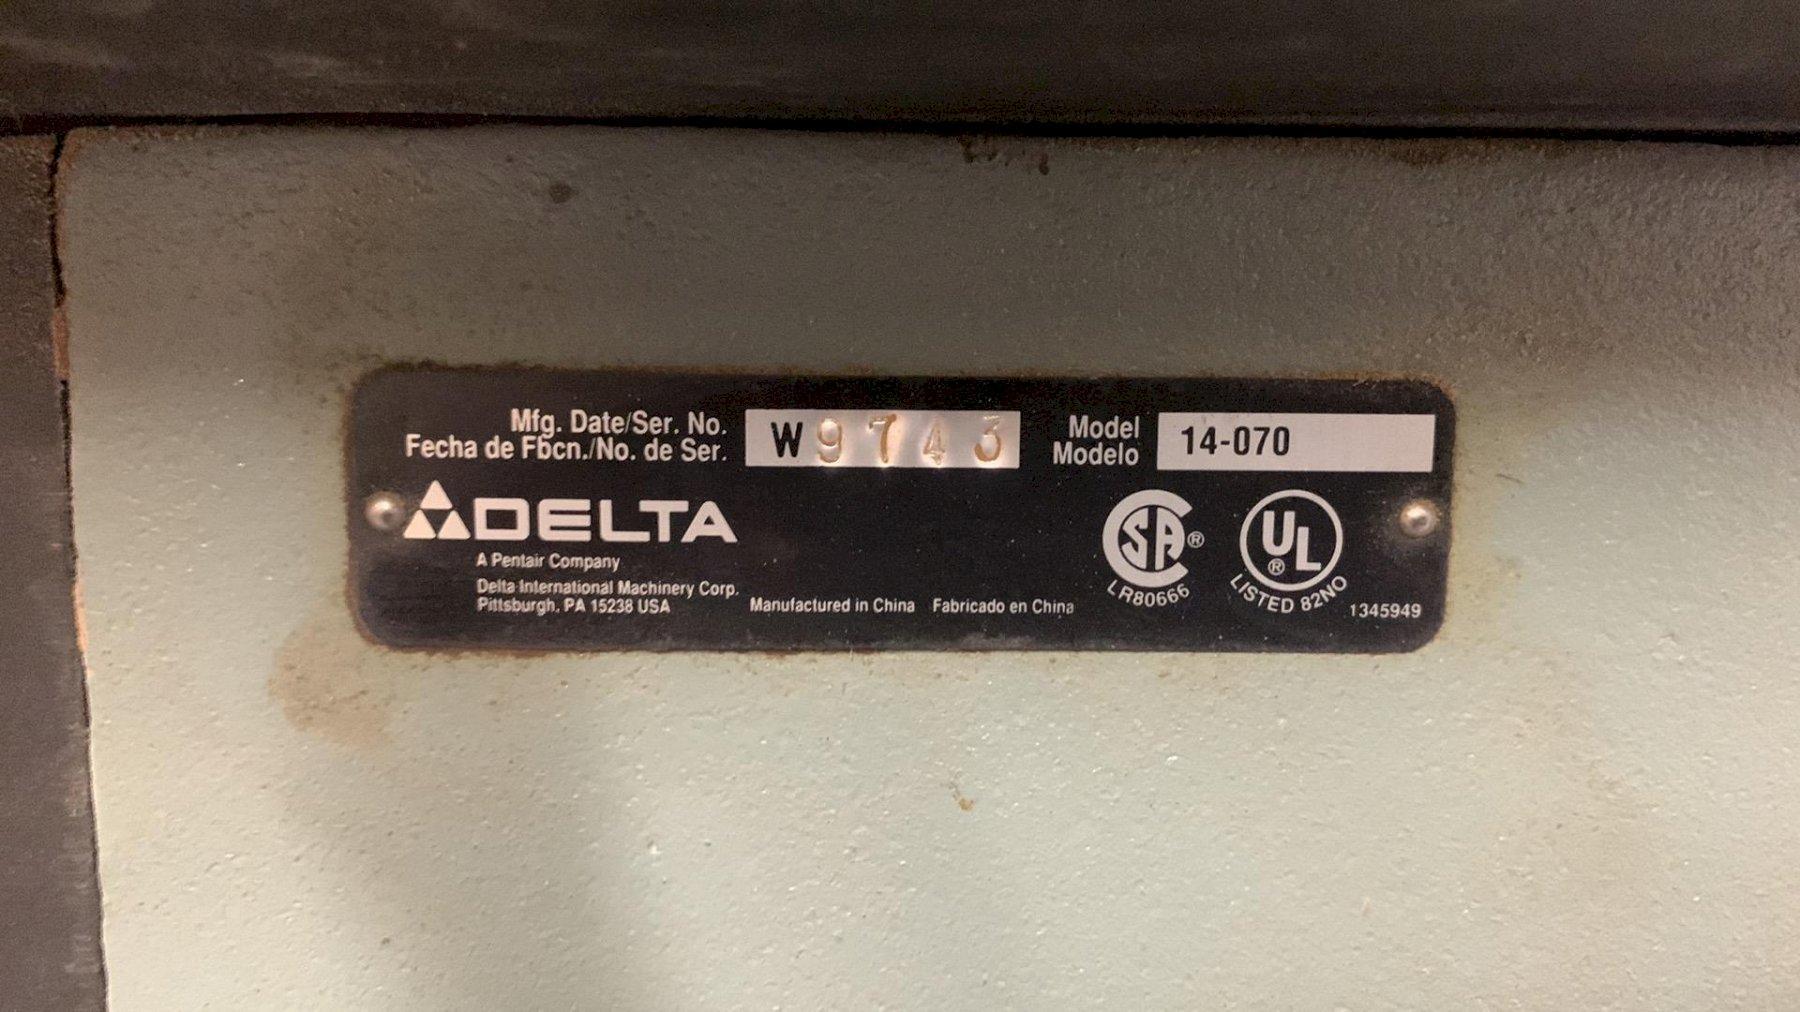 Mfg. Date/Ser. No. W9743 Model 14-070
Fecha de Fbcn./No. de Ser. Modelo
DELTA
A Pentair Company
Delta International Machinery Corp.
Pittsburgh, PA 15238 USA
Manufactured in China Fabricado en China
SA ®
LR80666
UL ®
LISTED 82NO
1345949